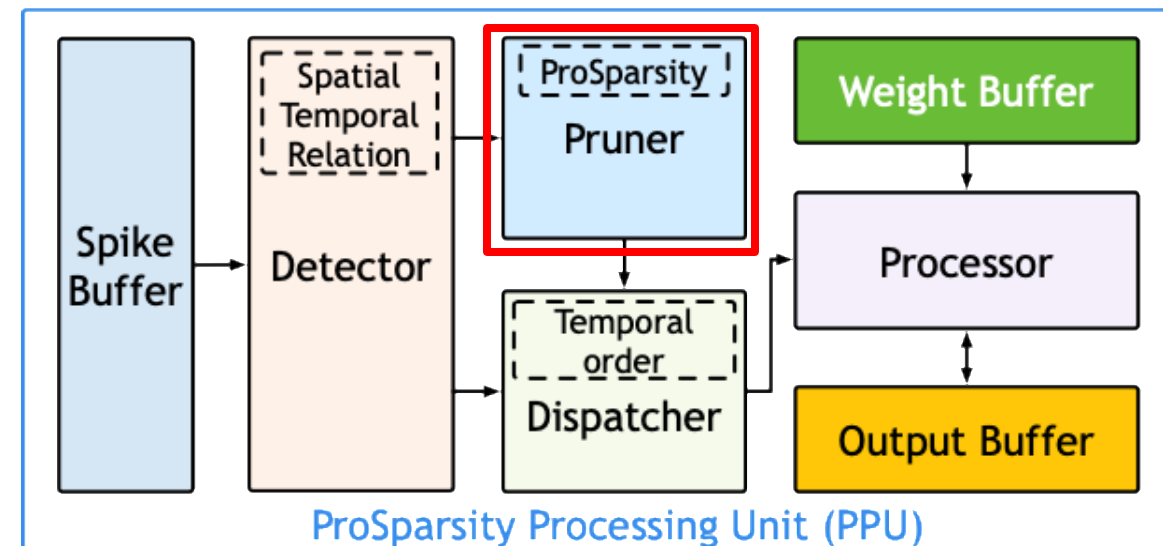 Spike
Buffer
Spatial
Temporal
Relation
Detector
ProSparsity
Pruner
Temporal
order
Dispatcher
Weight Buffer
Processor
Output Buffer
ProSparsity Processing Unit (PPU)